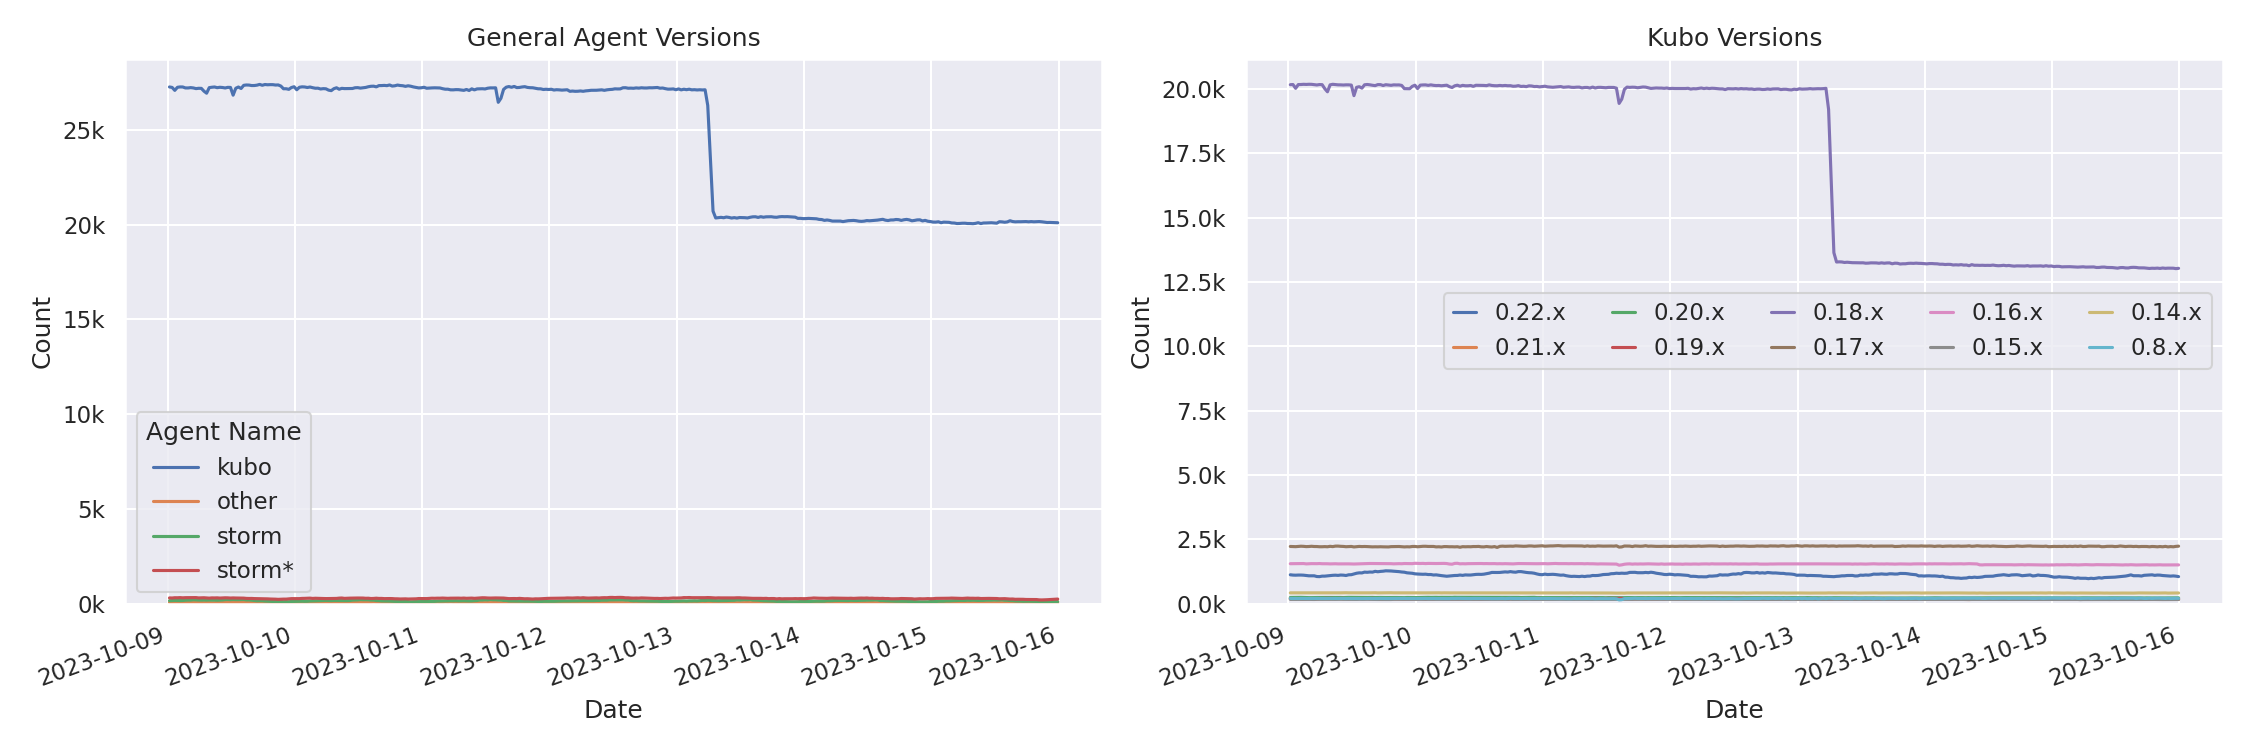 General Agent Versions
Count
25k
20k
15k
10k
5k
0k
Agent Name
kubo
other
storm
storm*
2023-10-09
2023-10-10
2023-10-11
2023-10-12
2023-10-13
2023-10-14
2023-10-15
2023-10-16
Date
Kubo Versions
Count
20.0k
17.5k
15.0k
12.5k
10.0k
7.5k
5.0k
2.5k
0.0k
0.22.x 0.20.x 0.18.x 0.16.x 0.14.x
0.21.x 0.19.x 0.17.x 0.15.x 0.8.x
2023-10-09
2023-10-10
2023-10-11
2023-10-12
2023-10-13
2023-10-14
2023-10-15
2023-10-16
Date